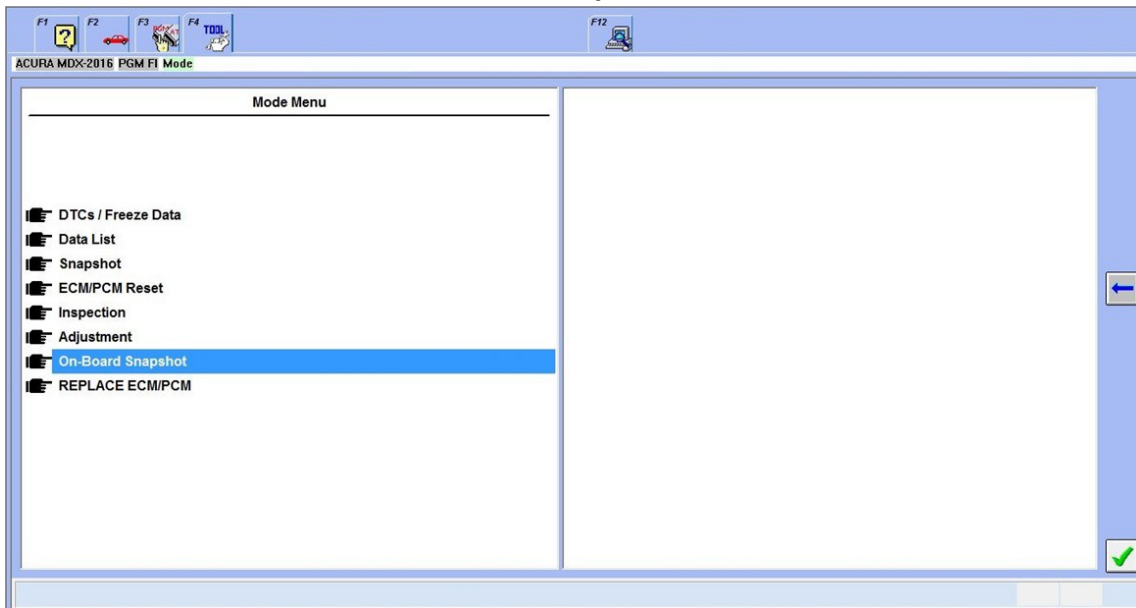 F1 F2 F3 F4 TOOL F12
ACURA MDX-2016 PGM FI Mode
Mode Menu
DTCs / Freeze Data
Data List
Snapshot
ECM/PCM Reset
Inspection
Adjustment
On-Board Snapshot
REPLACE ECM/PCM